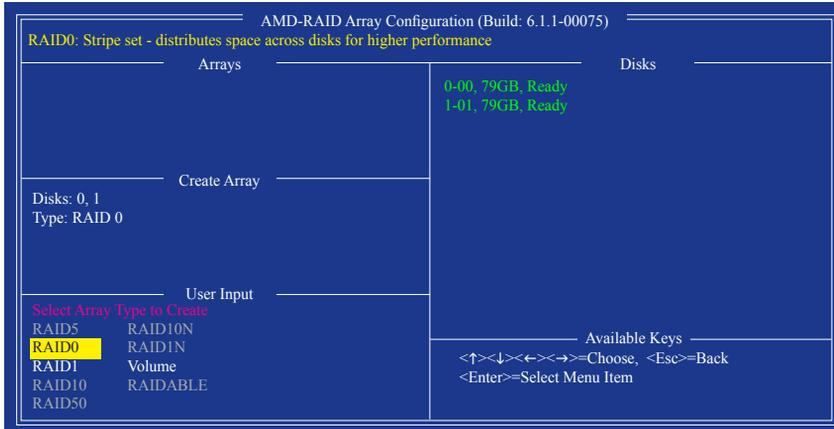 AMD-RAID Array Configuration (Build: 6.1.1-00075)
RAID0: Stripe set - distributes space across disks for higher performance
Arrays
Disks
0-00, 79GB, Ready
1-01, 79GB, Ready
Create Array
Disks: 0, 1
Type: RAID 0
User Input
Select Array Type to Create
RAID5 RAID10N
RAID0 RAID1N
RAID1 Volume
RAID10 RAIDABLE
RAID50
Available Keys
<↑><↓><←><→>=Choose, <Esc>=Back
<Enter>=Select Menu Item